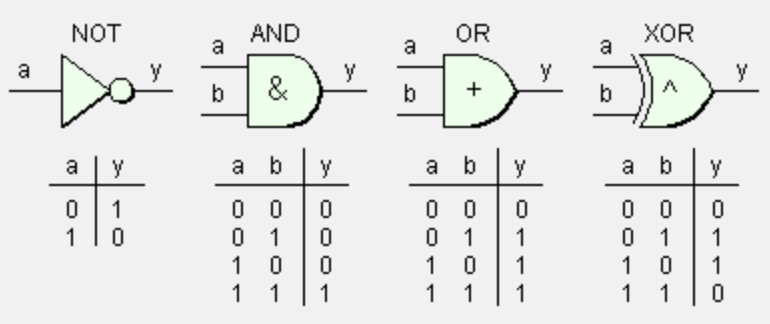 NOT
a y
a y
0 1
1 0
AND
a
b
& y
a b y
0 0 0
0 1 0
1 0 0
1 1 1
OR
a
b
+ y
a b y
0 0 0
0 1 1
1 0 1
1 1 1
XOR
a
b
^ y
a b y
0 0 0
0 1 1
1 0 1
1 1 0